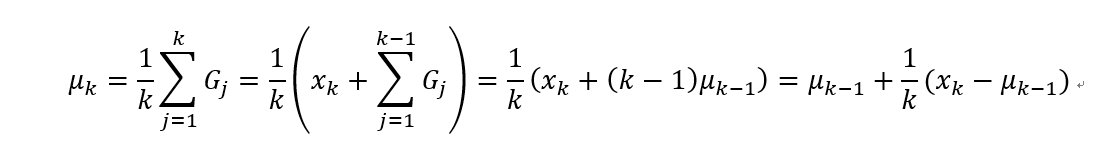 μ_k = \frac{1}{k} \sum_{j=1}^{k} G_j = \frac{1}{k} \left( x_k + \sum_{j=1}^{k-1} G_j \right) = \frac{1}{k} (x_k + (k − 1)μ_{k−1}) = μ_{k−1} + \frac{1}{k} (x_k − μ_{k−1})